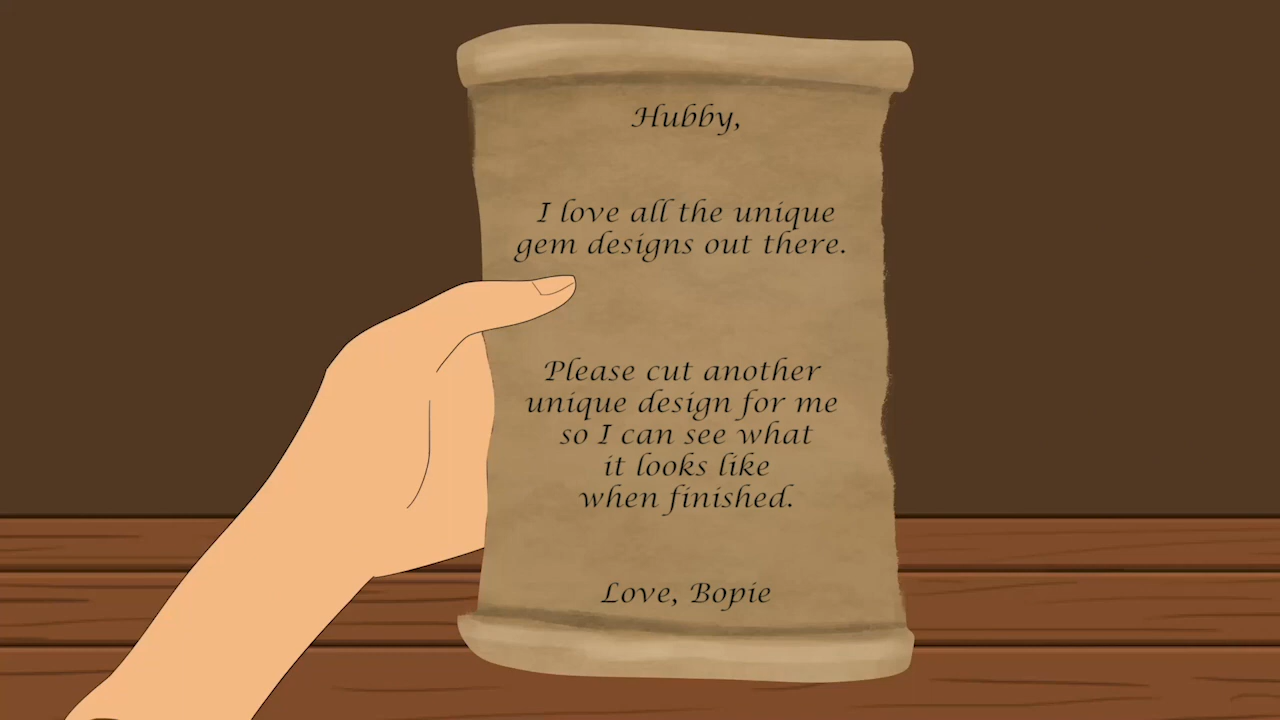 Hubby,
I love all the unique
gem designs out there.
Please cut another
unique design for me
so I can see what
it looks like
when finished.
Love, Bopie